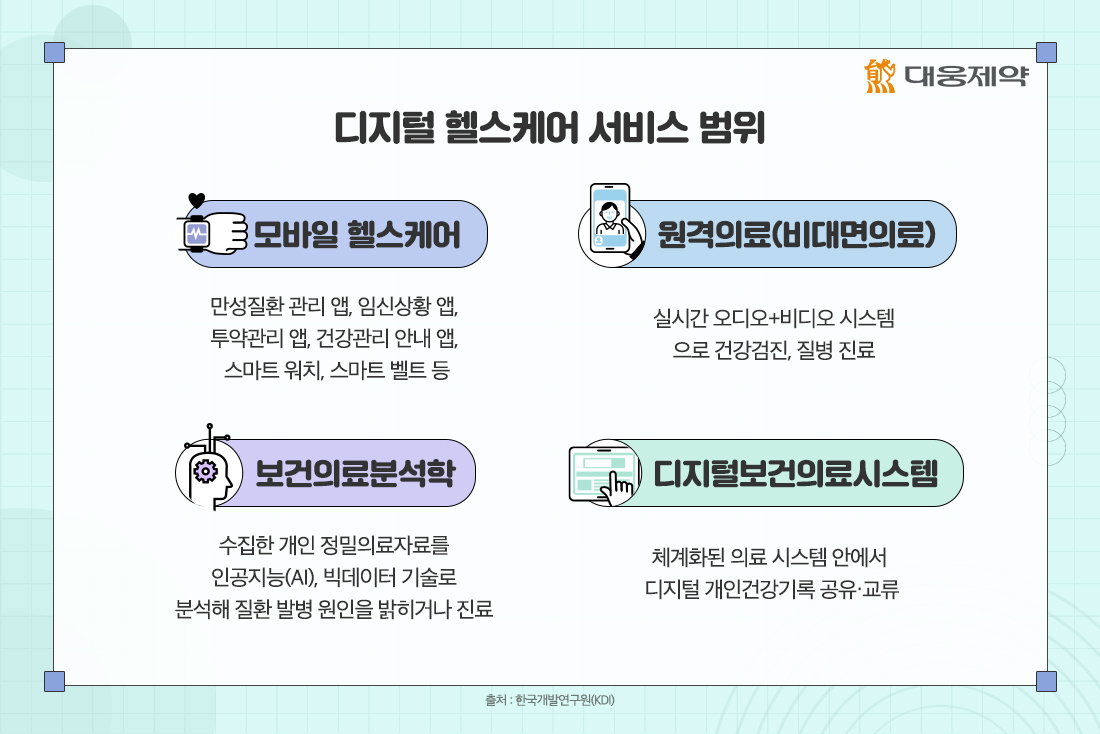 대웅제약
디지털 헬스케어 서비스 범위
모바일 헬스케어
만성질환 관리 앱, 임신상황 앱,
투약관리 앱, 건강관리 안내 앱,
스마트 워치, 스마트 벨트 등
원격의료(비대면의료)
실시간 오디오+비디오 시스템
으로 건강검진, 질병 진료
보건의료분석학
수집한 개인 정밀의료자료를
인공지능(AI), 빅데이터 기술로
분석해 질환 발병 원인을 밝히거나 진료
디지털보건의료시스템
체계화된 의료 시스템 안에서
디지털 개인건강기록 공유·교류
출처 : 한국개발연구원(KDI)